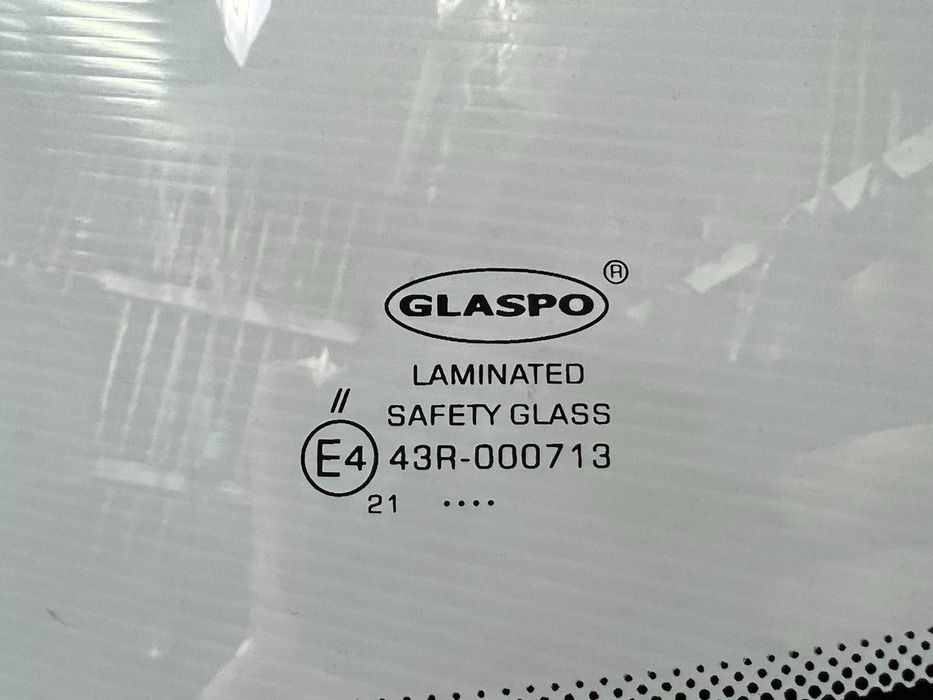 GLASPO ®
LAMINATED
//
SAFETY GLASS
E4 43R-000713
21 ....